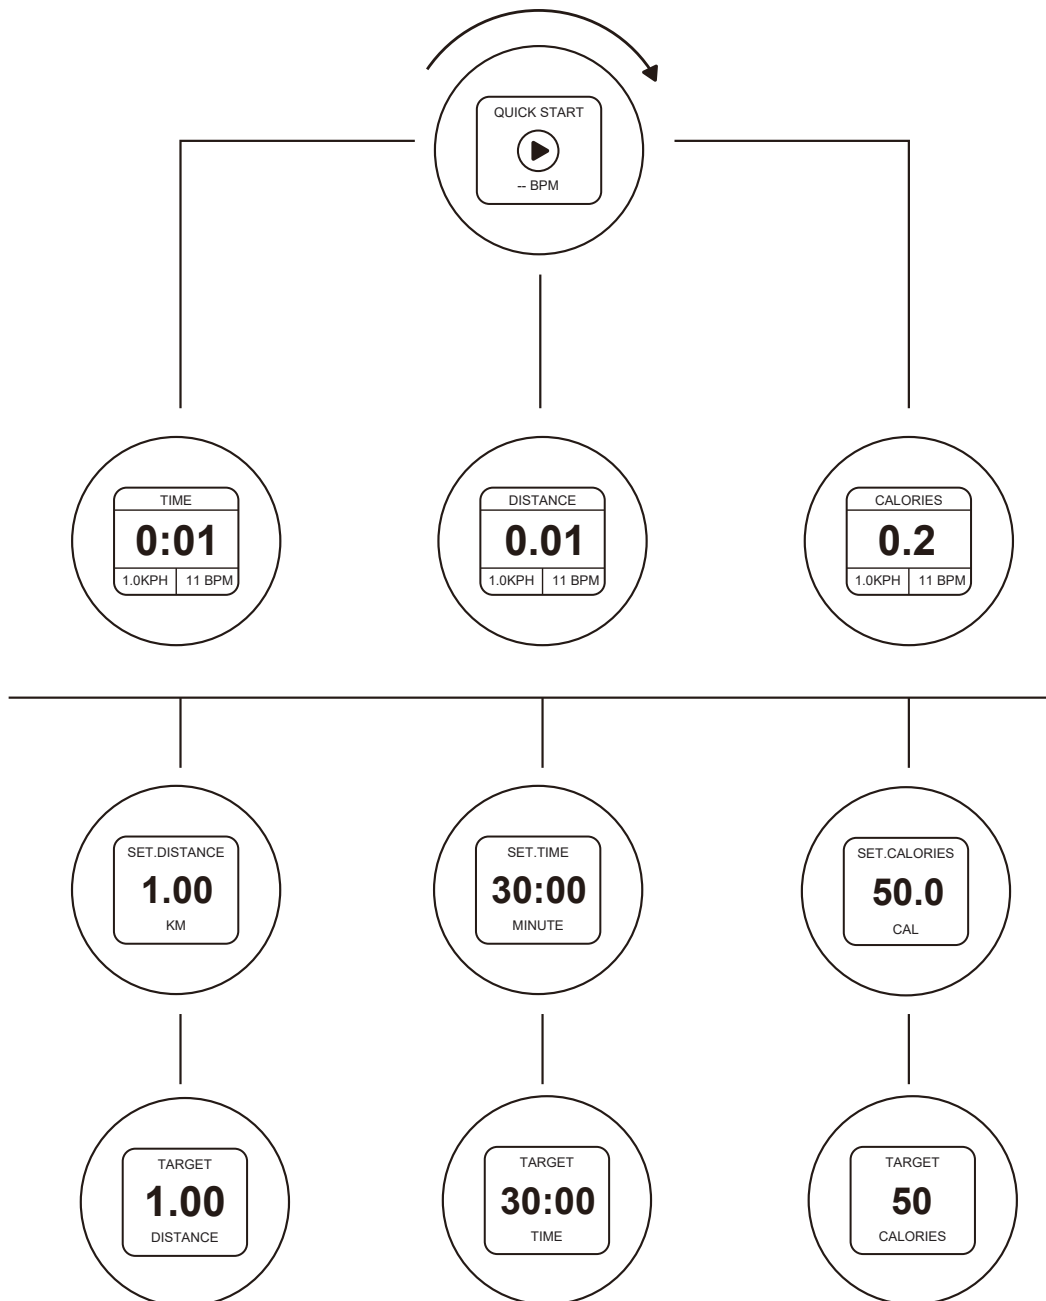 QUICK START
-- BPM
TIME
0:01
1.0KPH 11 BPM
DISTANCE
0.01
1.0KPH 11 BPM
CALORIES
0.2
1.0KPH 11 BPM
SET.DISTANCE
1.00
KM
SET.TIME
30:00
MINUTE
SET.CALORIES
50.0
CAL
TARGET
1.00
DISTANCE
TARGET
30:00
TIME
TARGET
50
CALORIES